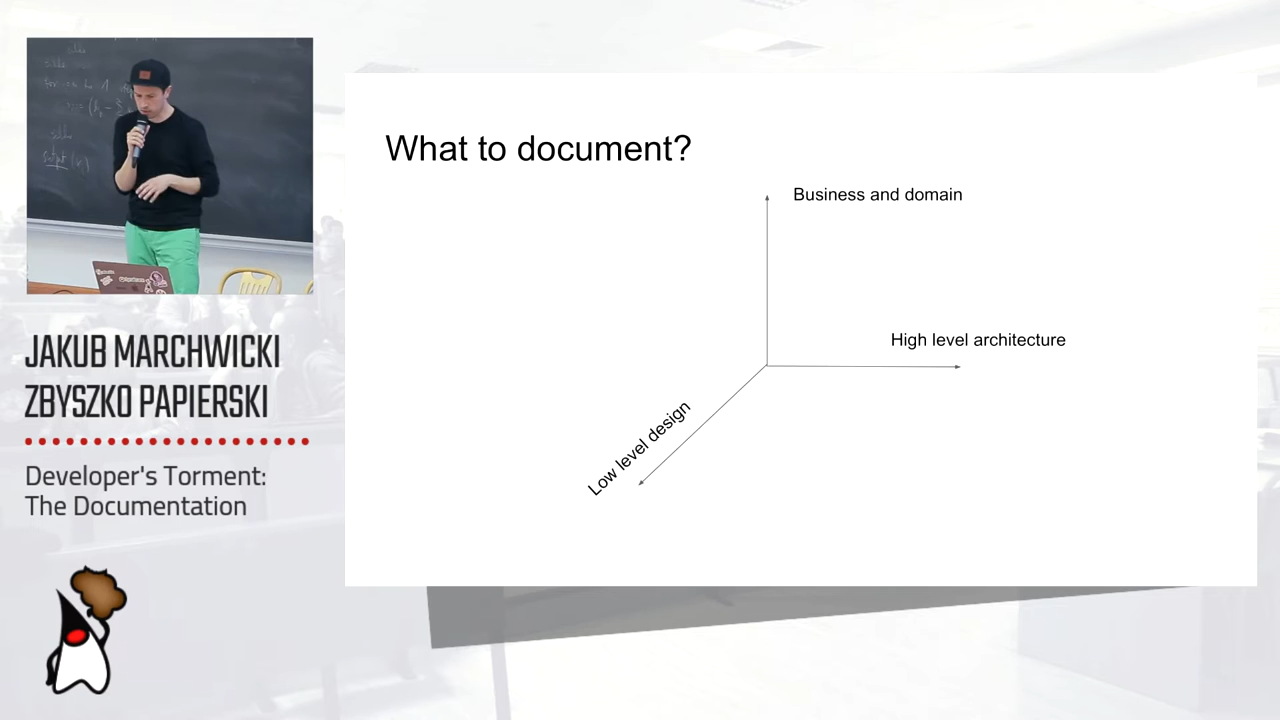 JAKUB MARCHWICKI
ZBYSZKO PAPIERSKI
Developer's Torment:
The Documentation
What to document?
Business and domain
High level architecture
Low level design